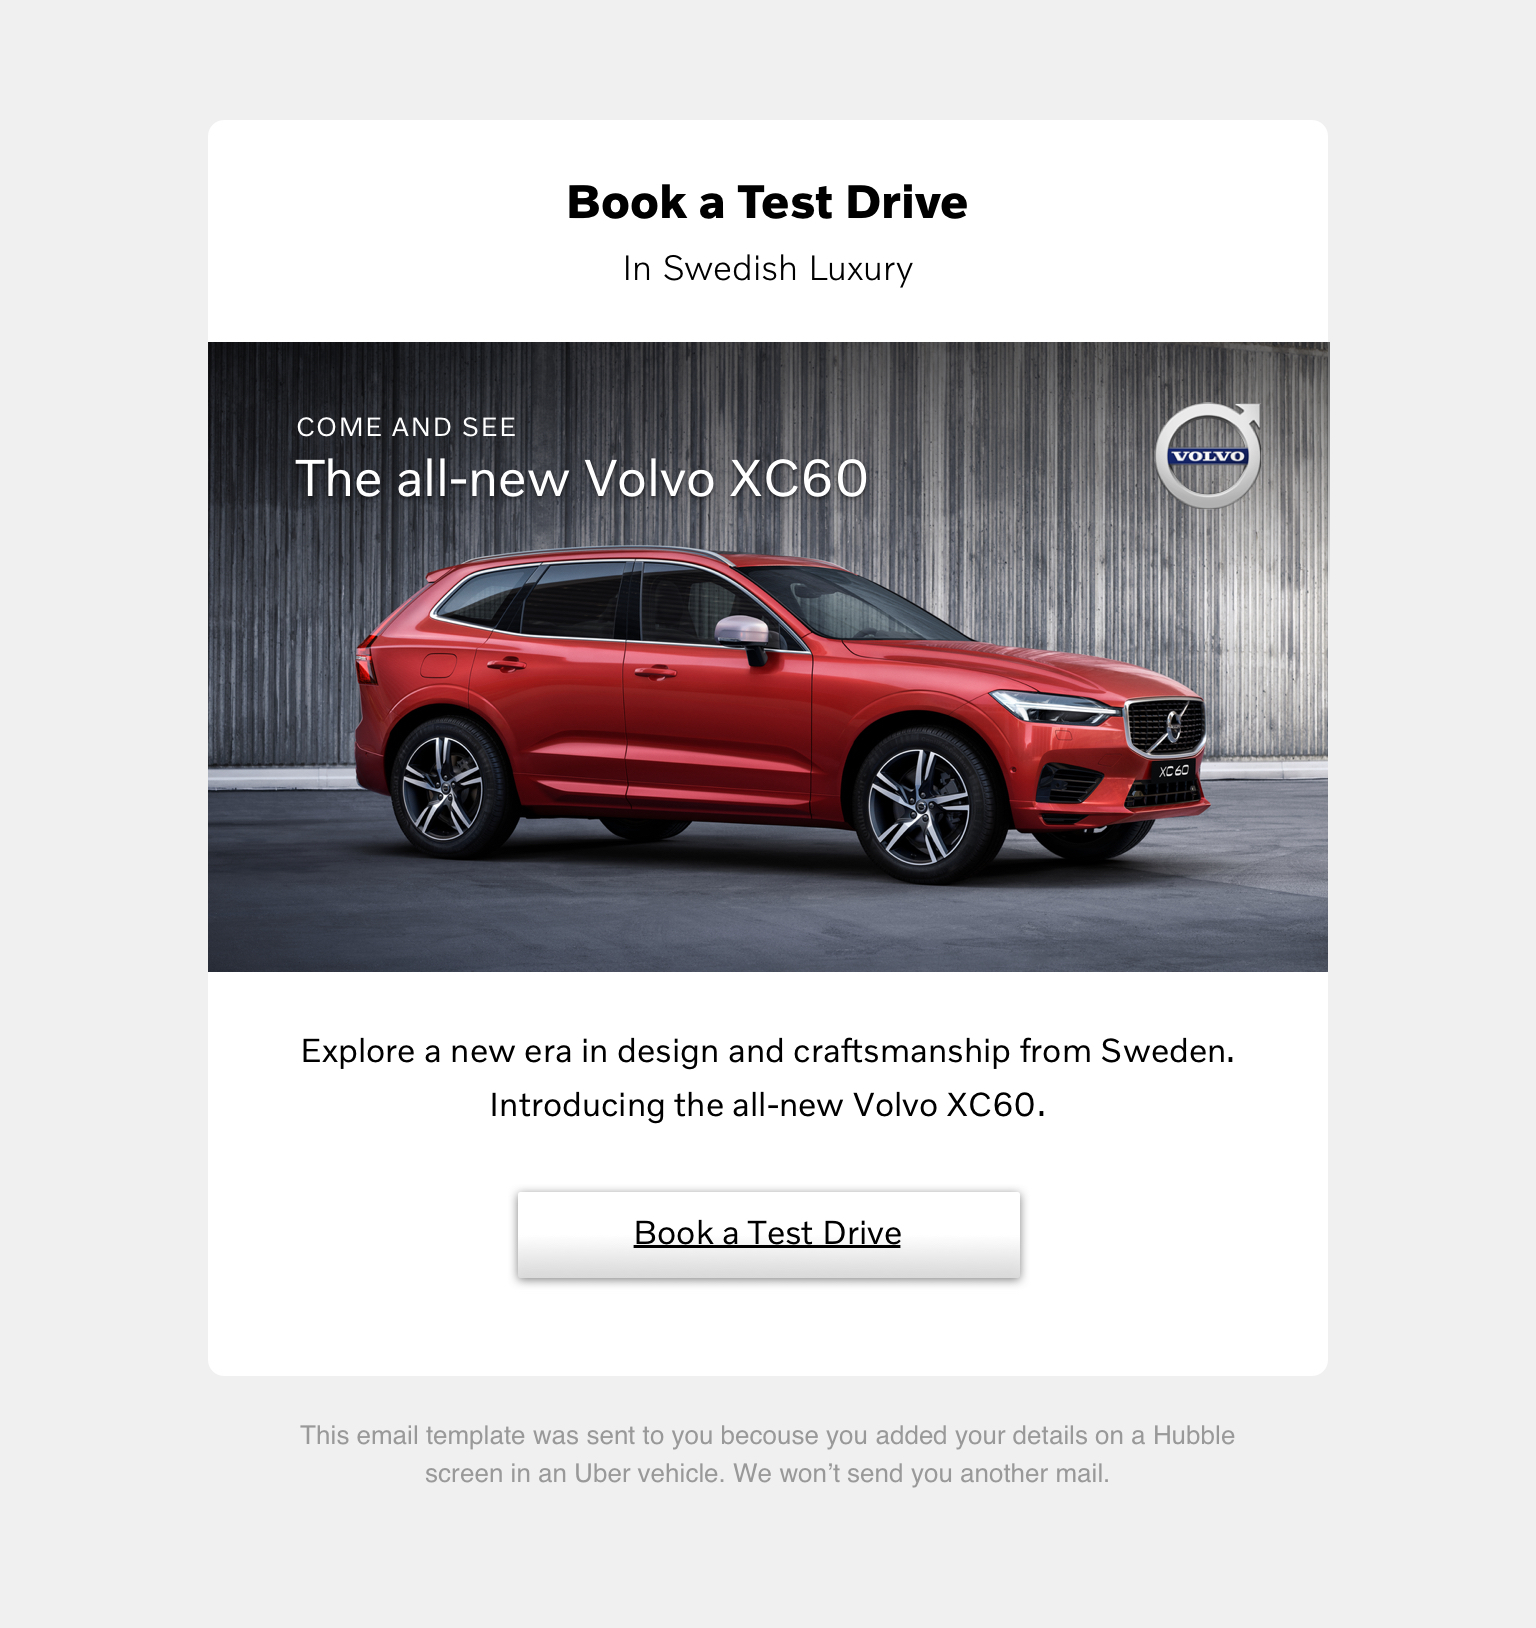 Book a Test Drive
In Swedish Luxury
COME AND SEE
The all-new Volvo XC60
VOLVO
XC60
Explore a new era in design and craftsmanship from Sweden.
Introducing the all-new Volvo XC60.
Book a Test Drive
This email template was sent to you becouse you added your details on a Hubble
screen in an Uber vehicle. We won’t send you another mail.